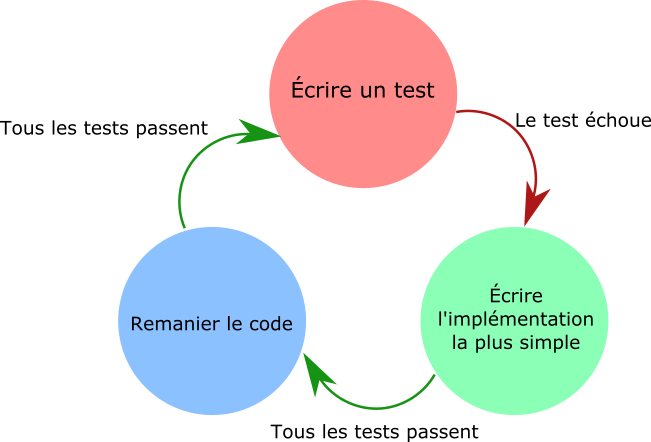 Écrire un test
Le test échoue
Tous les tests passent
Écrire
l'implémentation
la plus simple
Remanier le code
Tous les tests passent